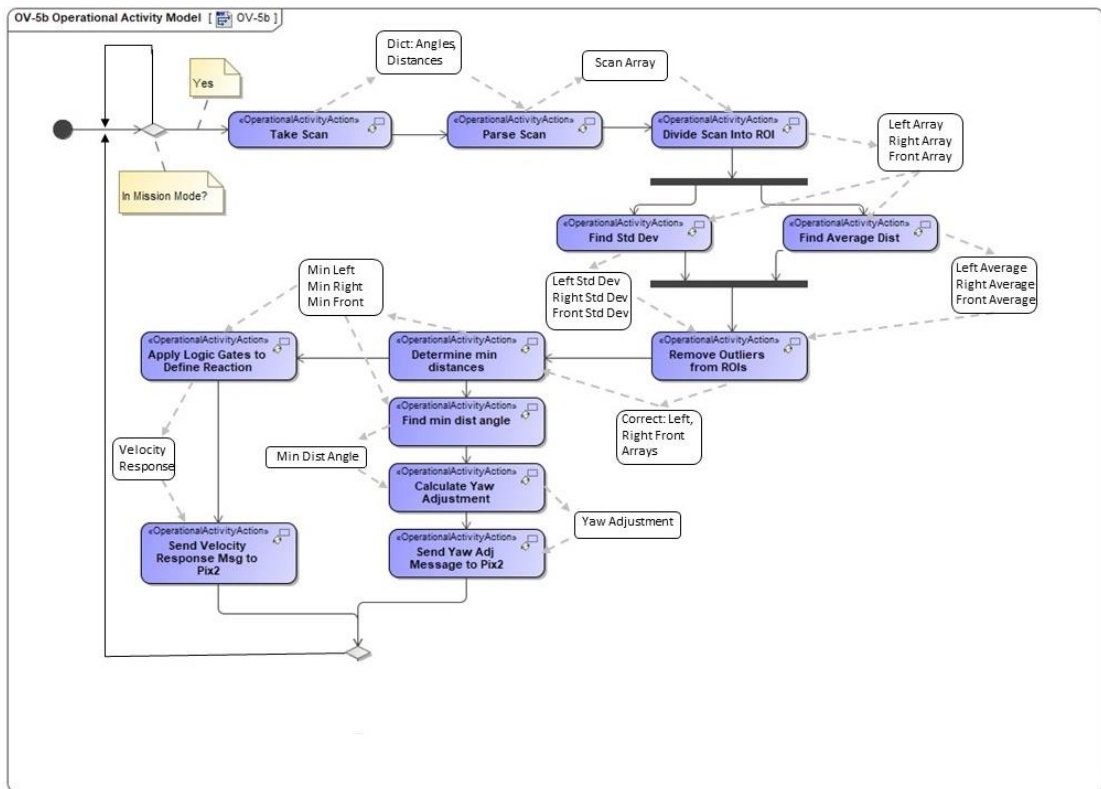 OV-5b Operational Activity Model [ OV-5b ]
Yes
In Mission Mode?
Dict: Angles,
Distances
Scan Array
«OperationalActivityAction»
Take Scan
«OperationalActivityAction»
Parse Scan
«OperationalActivityAction»
Divide Scan Into ROI
Left Array
Right Array
Front Array
«OperationalActivityAction»
Find Std Dev
«OperationalActivityAction»
Find Average Dist
Min Left
Min Right
Min Front
Left Std Dev
Right Std Dev
Front Std Dev
Left Average
Right Average
Front Average
«OperationalActivityAction»
Apply Logic Gates to
Define Reaction
«OperationalActivityAction»
Determine min
distances
«OperationalActivityAction»
Remove Outliers
from ROIs
«OperationalActivityAction»
Find min dist angle
Correct: Left,
Right Front
Arrays
Velocity
Response
Min Dist Angle
«OperationalActivityAction»
Calculate Yaw
Adjustment
Yaw Adjustment
«OperationalActivityAction»
Send Velocity
Response Msg to
Pix2
«OperationalActivityAction»
Send Yaw Adj
Message to Pix2